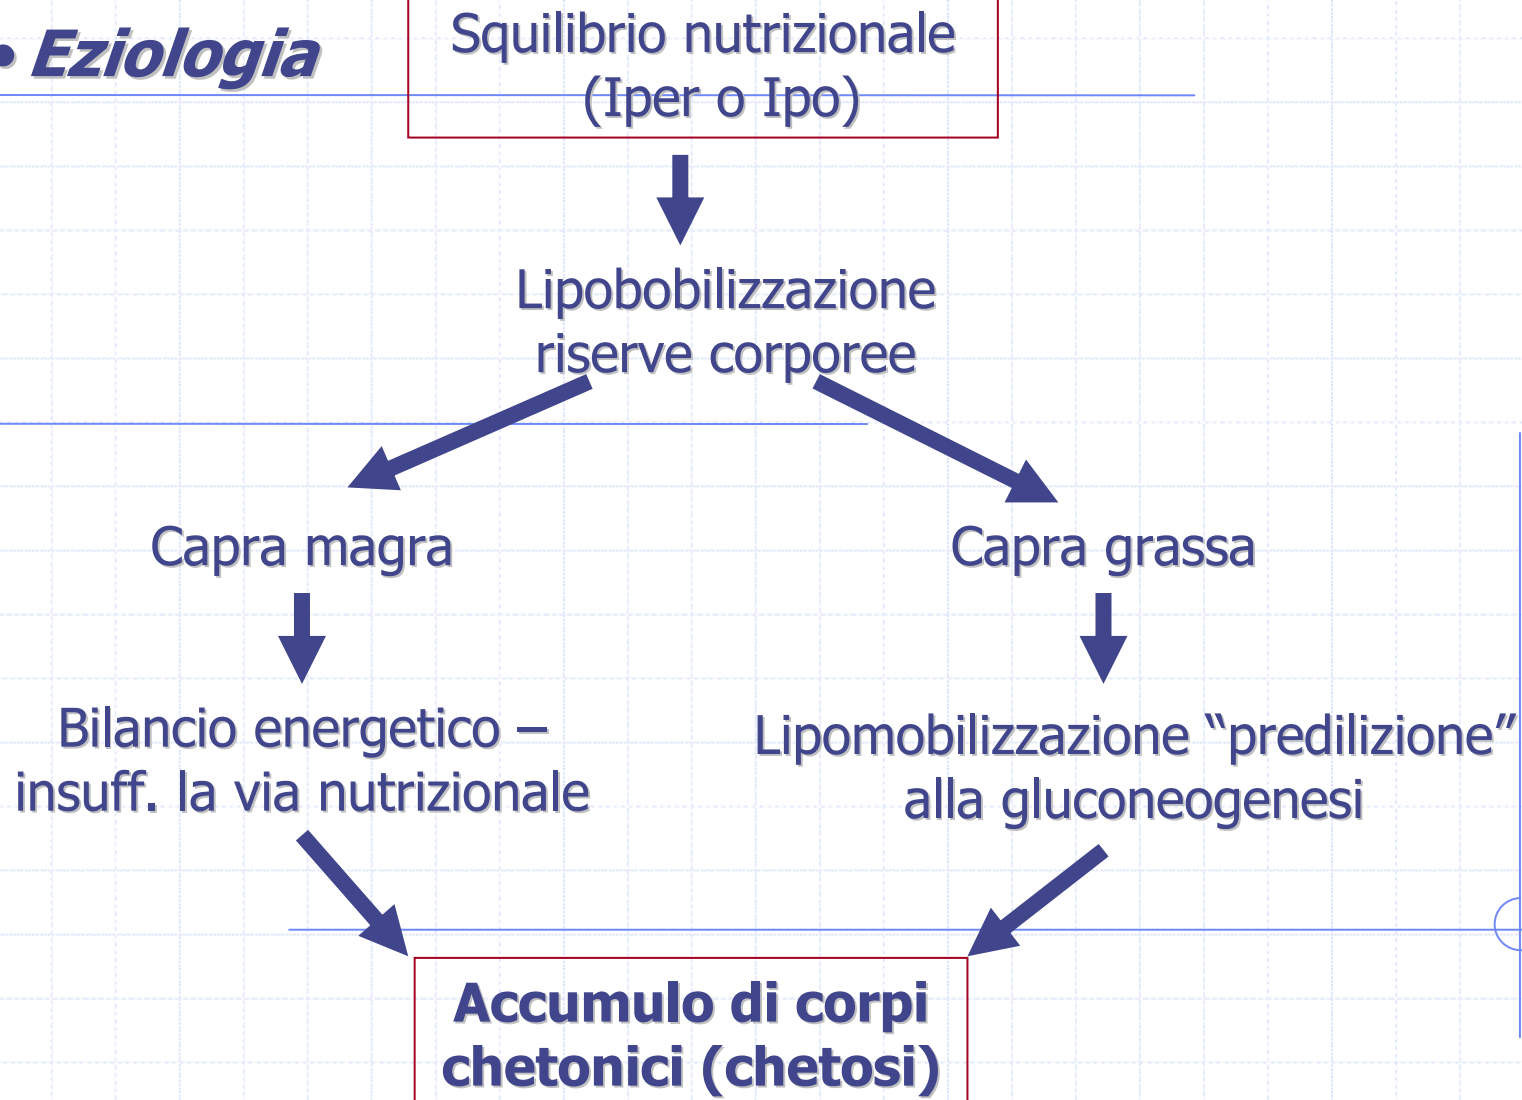 • Eziologia
Squilibrio nutrizionale
(Iper o Ipo)
Lipobobilizzazione
riserve corporee
Capra magra
Capra grassa
Bilancio energetico –
insuff. la via nutrizionale
Lipomobilizzazione “predilizione”
alla gluconeogenesi
Accumulo di corpi
chetonici (chetosi)